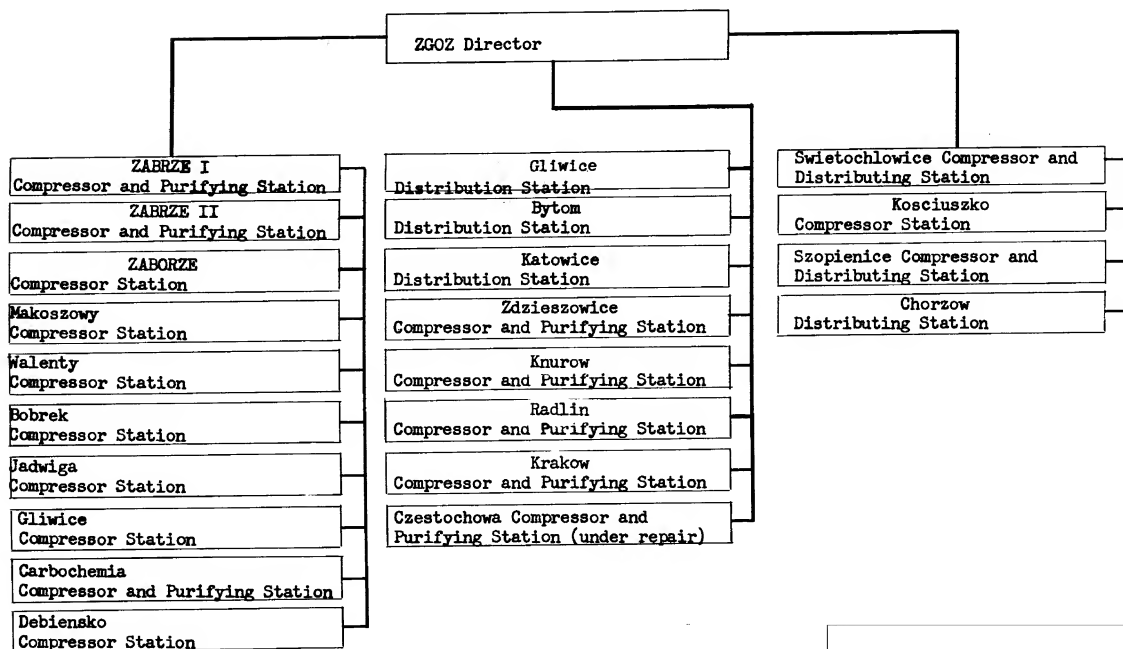 ZGOZ Director
ZABRZE I
Compressor and Purifying Station
ZABRZE II
Compressor and Purifying Station
ZABORZE
Compressor Station
Makoszowy
Compressor Station
Walenty
Compressor Station
Bobrek
Compressor Station
Jadwiga
Compressor Station
Gliwice
Compressor Station
Carbochemia
Compressor and Purifying Station
Debiensko
Compressor Station
Gliwice
Distribution Station
Bytom
Distribution Station
Katowice
Distribution Station
Zdzieszowice
Compressor and Purifying Station
Knurow
Compressor and Purifying Station
Radlin
Compressor and Purifying Station
Krakow
Compressor and Purifying Station
Czestochowa Compressor and
Purifying Station (under repair)
Swietochlowice Compressor and
Distributing Station
Kosciuszko
Compressor Station
Szopienice Compressor and
Distributing Station
Chorzow
Distributing Station